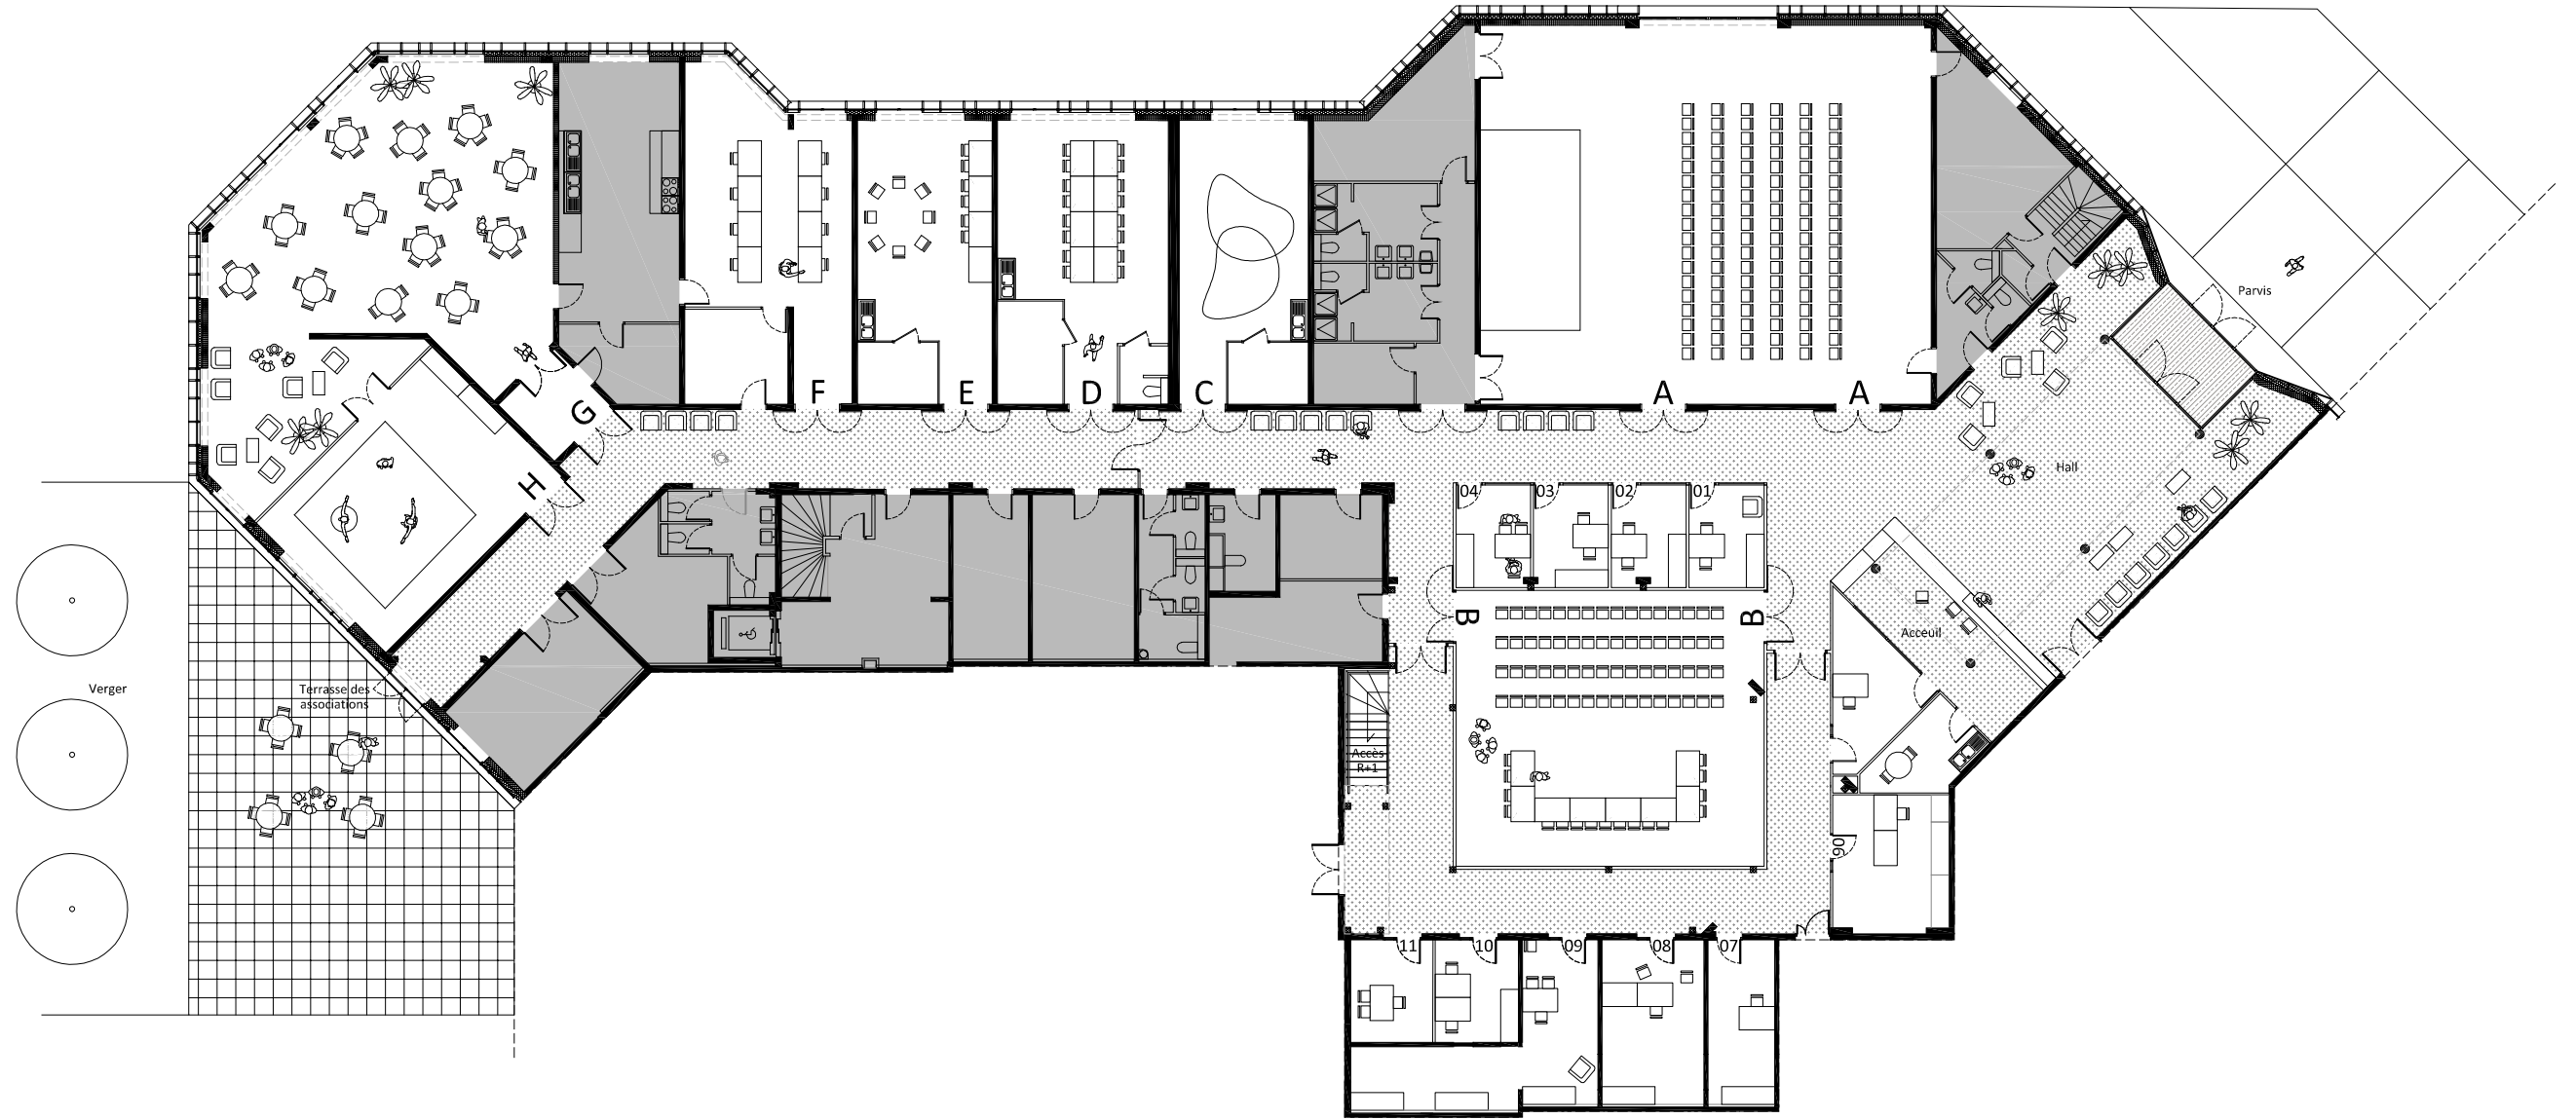 Parvis
F
E
D
C
A
A
G
Hall
H
04
03
02
01
B
B
Acceuil
Verger
Terrasse des
associations
Accès
R+1
06
11
10
09
08
07